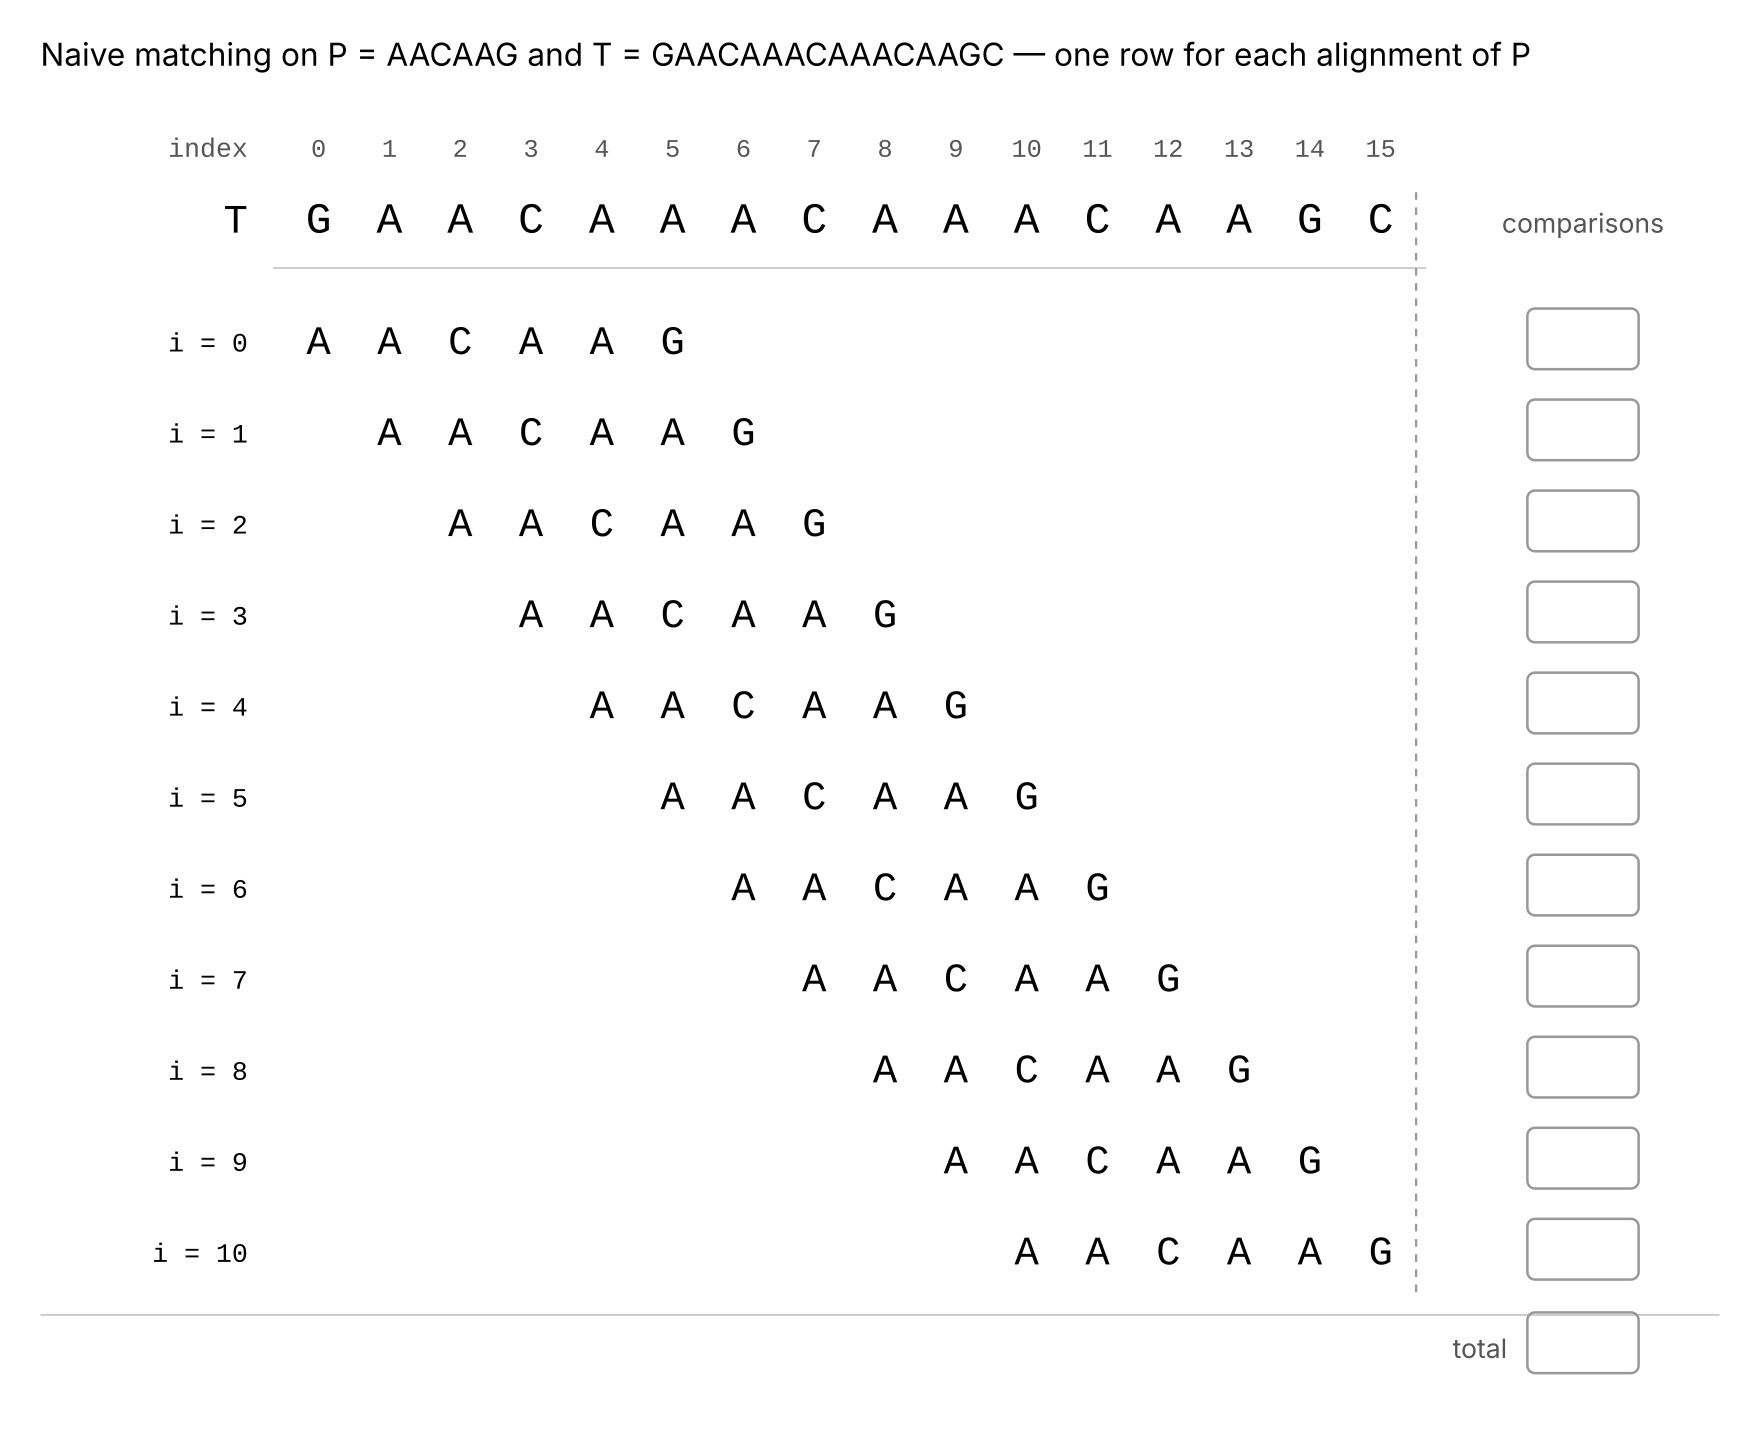 Naive matching on P = AACAAG and T = GAACAAACAAACAAGC — one row for each alignment of P
index 0 1 2 3 4 5 6 7 8 9 10 11 12 13 14 15
T G A A C A A A C A A A C A A G C comparisons
i = 0 A A C A A G
i = 1 A A C A A G
i = 2 A A C A A G
i = 3 A A C A A G
i = 4 A A C A A G
i = 5 A A C A A G
i = 6 A A C A A G
i = 7 A A C A A G
i = 8 A A C A A G
i = 9 A A C A A G
i = 10 A A C A A G
total